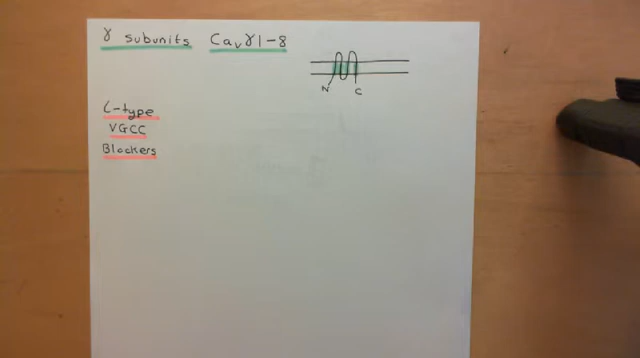 γ subunits Cavγ1-8
N C
L-type
VGCC
Blockers